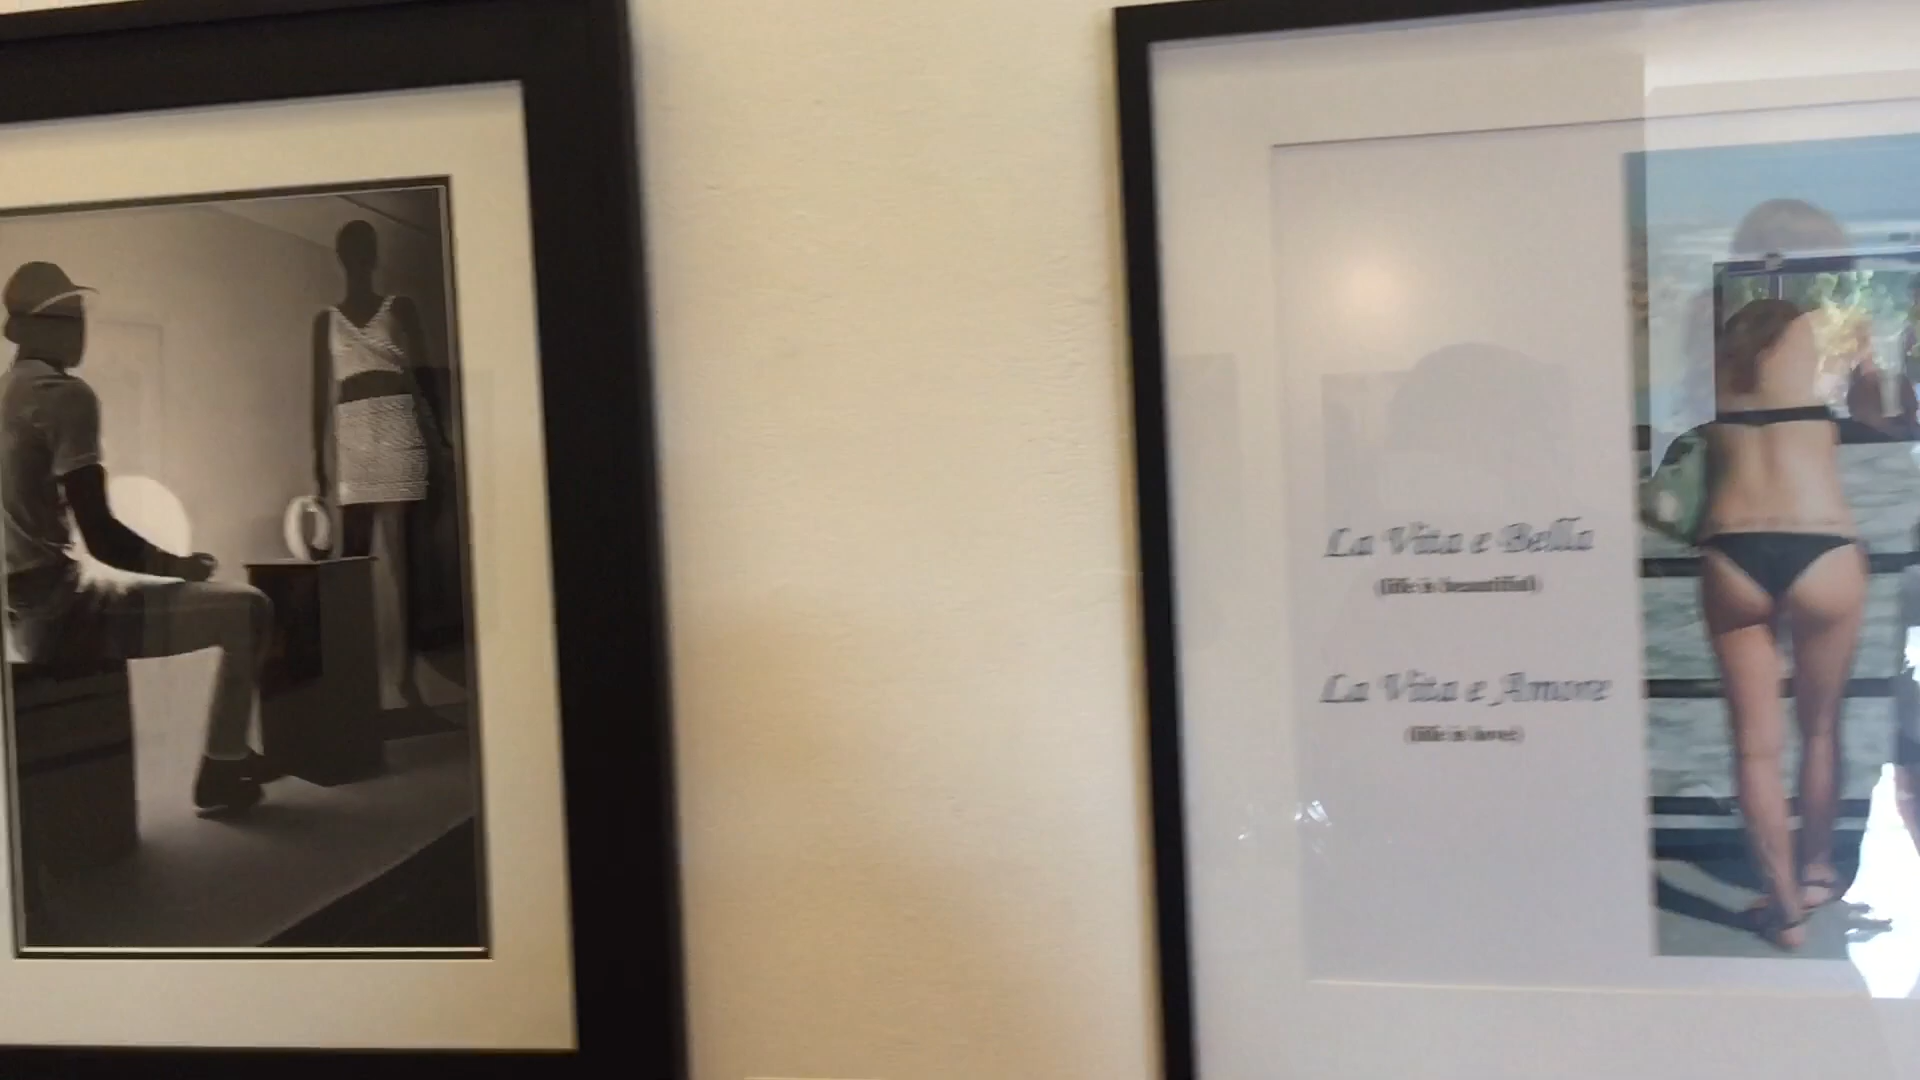 La Vita e Bella
(life is beautiful)
La Vita e Amore
(life is love)